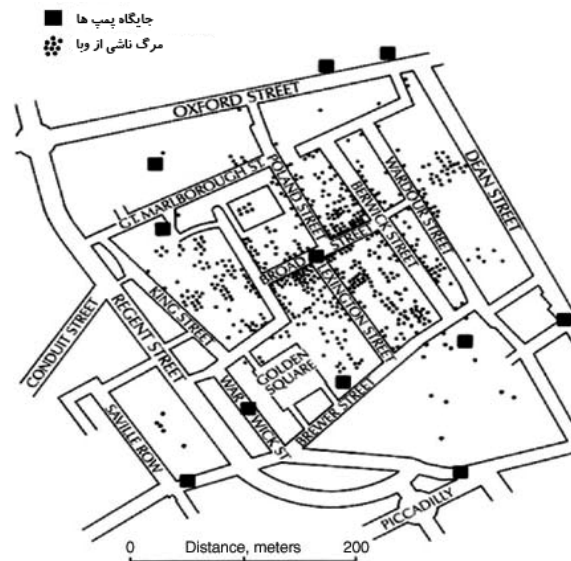 جایگاه پمپ ها
مرگ ناشی از وبا
OXFORD STREET
GT. MARLBOROUGH ST.
POLAND STREET
BERWICK STREET
WARDOUR STREET
DEAN STREET
BROAD STREET
KING STREET
REGENT STREET
CONDUIT STREET
LEXINGTON STREET
GOLDEN
SQUARE
WARWICK ST.
BREWER STREET
SAVILLE ROW
PICCADILLY
0 Distance, meters 200